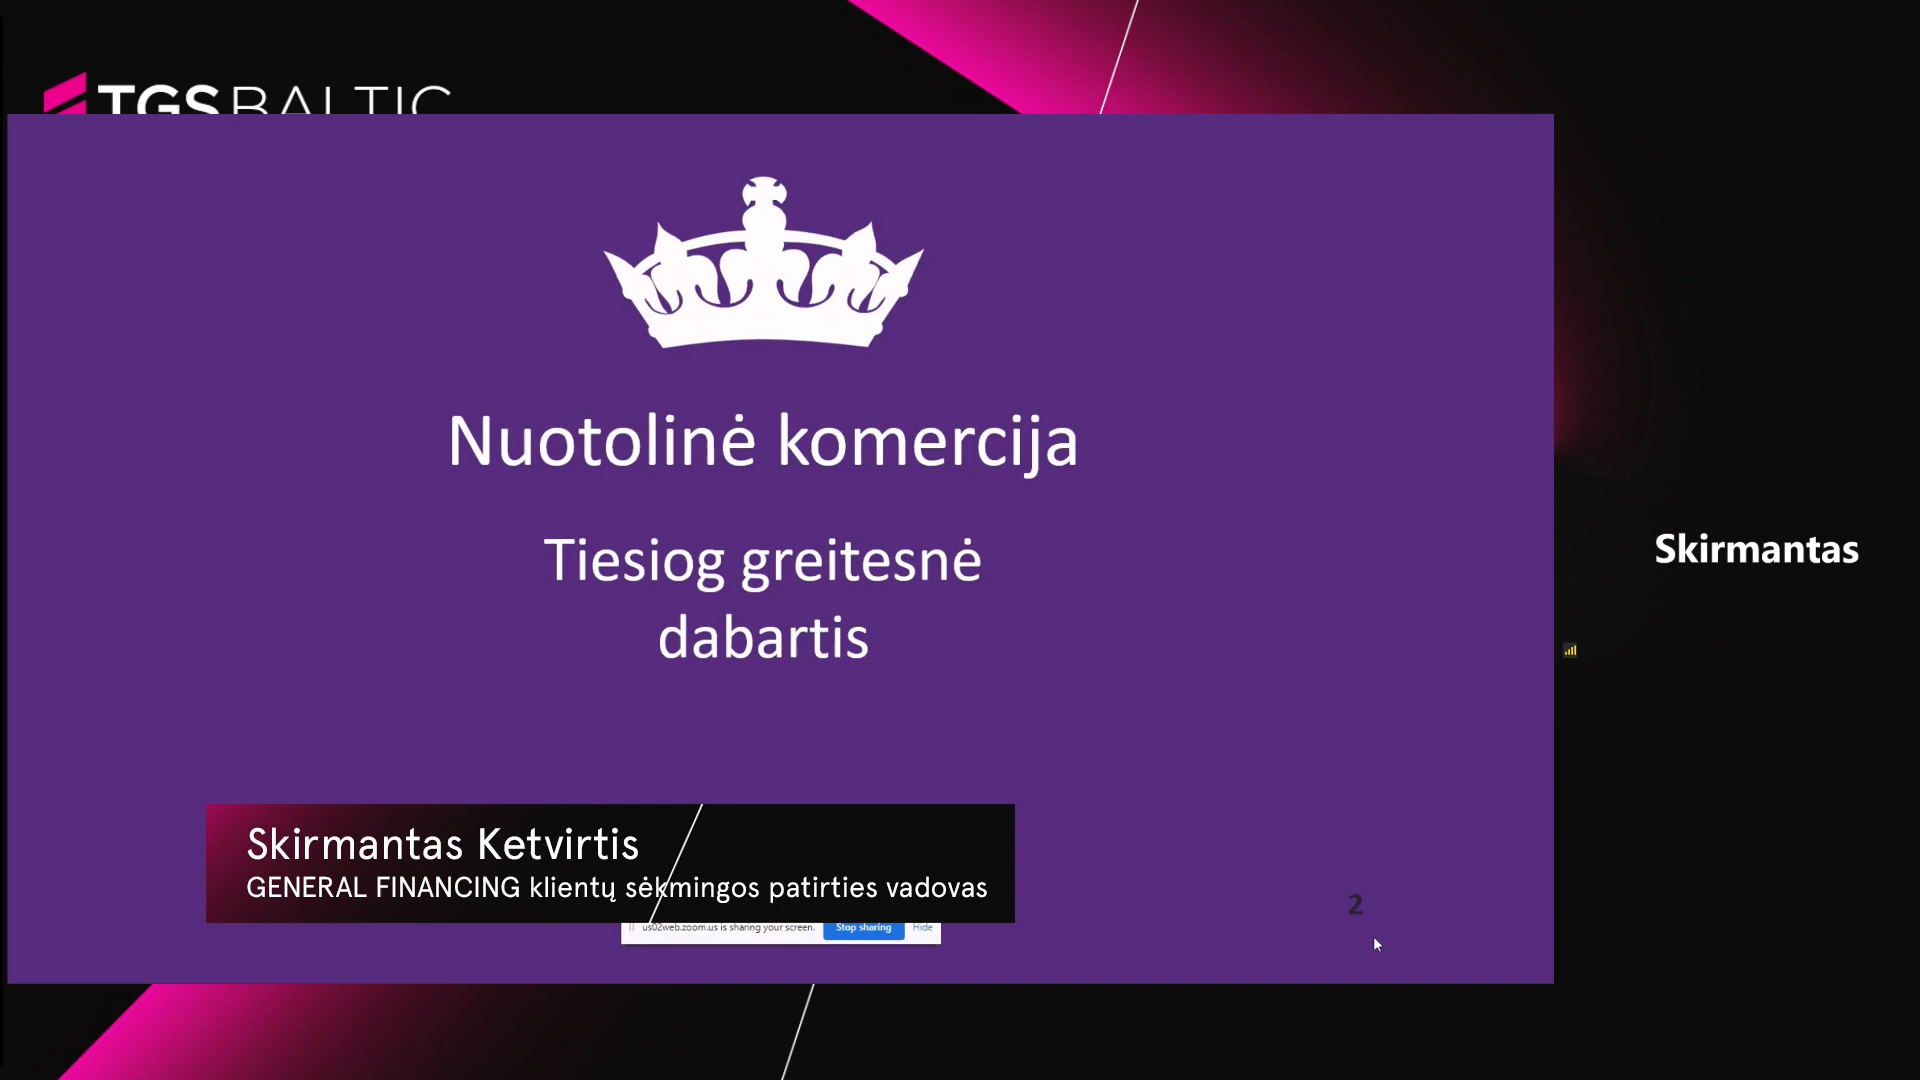 TGS BALTIC
Nuotolinė komercija
Tiesiog greitesnė
dabartis
Skirmantas
Skirmantas Ketvirtis
GENERAL FINANCING klientų sėkmingos patirties vadovas
2
us02web.zoom.us is sharing your screen. Stop sharing Hide